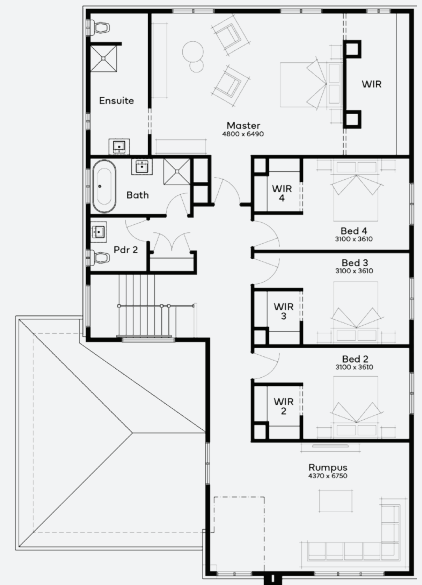 WIR
Ensuite
Master
4800 x 6490
Bath
WIR
4
Bed 4
3100 x 3610
Pdr 2
Bed 3
3100 x 3610
WIR
3
Bed 2
3100 x 3610
WIR
2
Rumpus
4370 x 6750